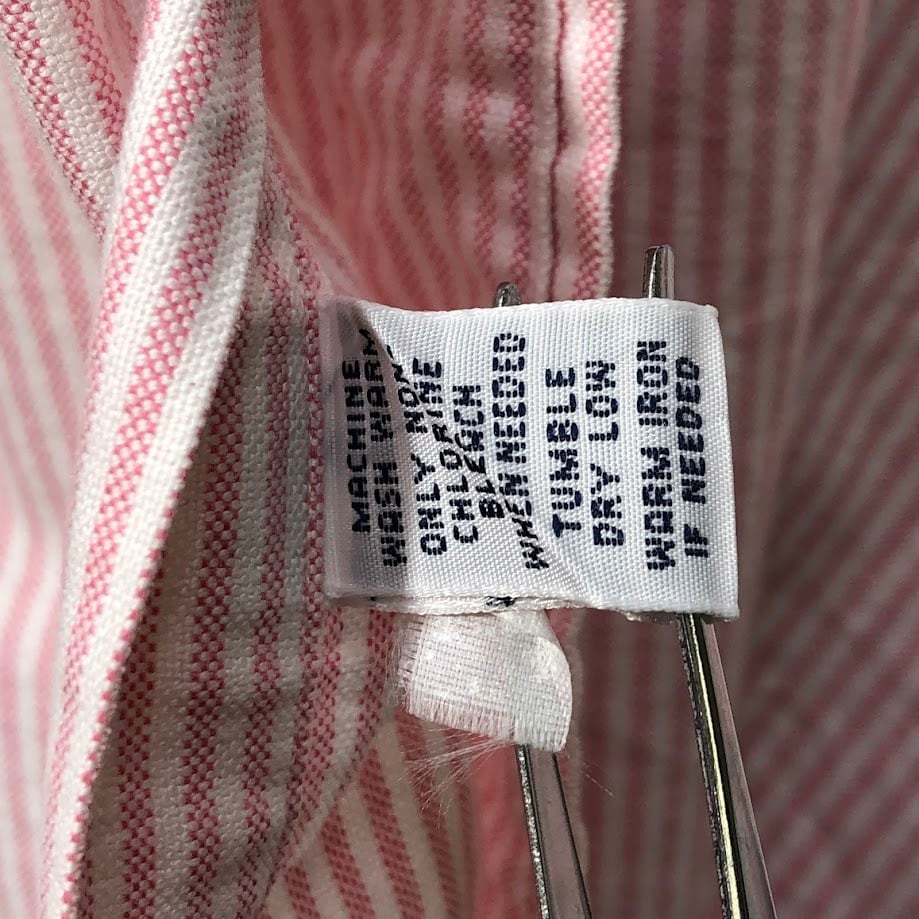 MACHINE
WASH WARM
ONLY NON
CHLORINE
BLEACH
WHEN NEEDED
TUMBLE
DRY LOW
WARM IRON
IF NEEDED